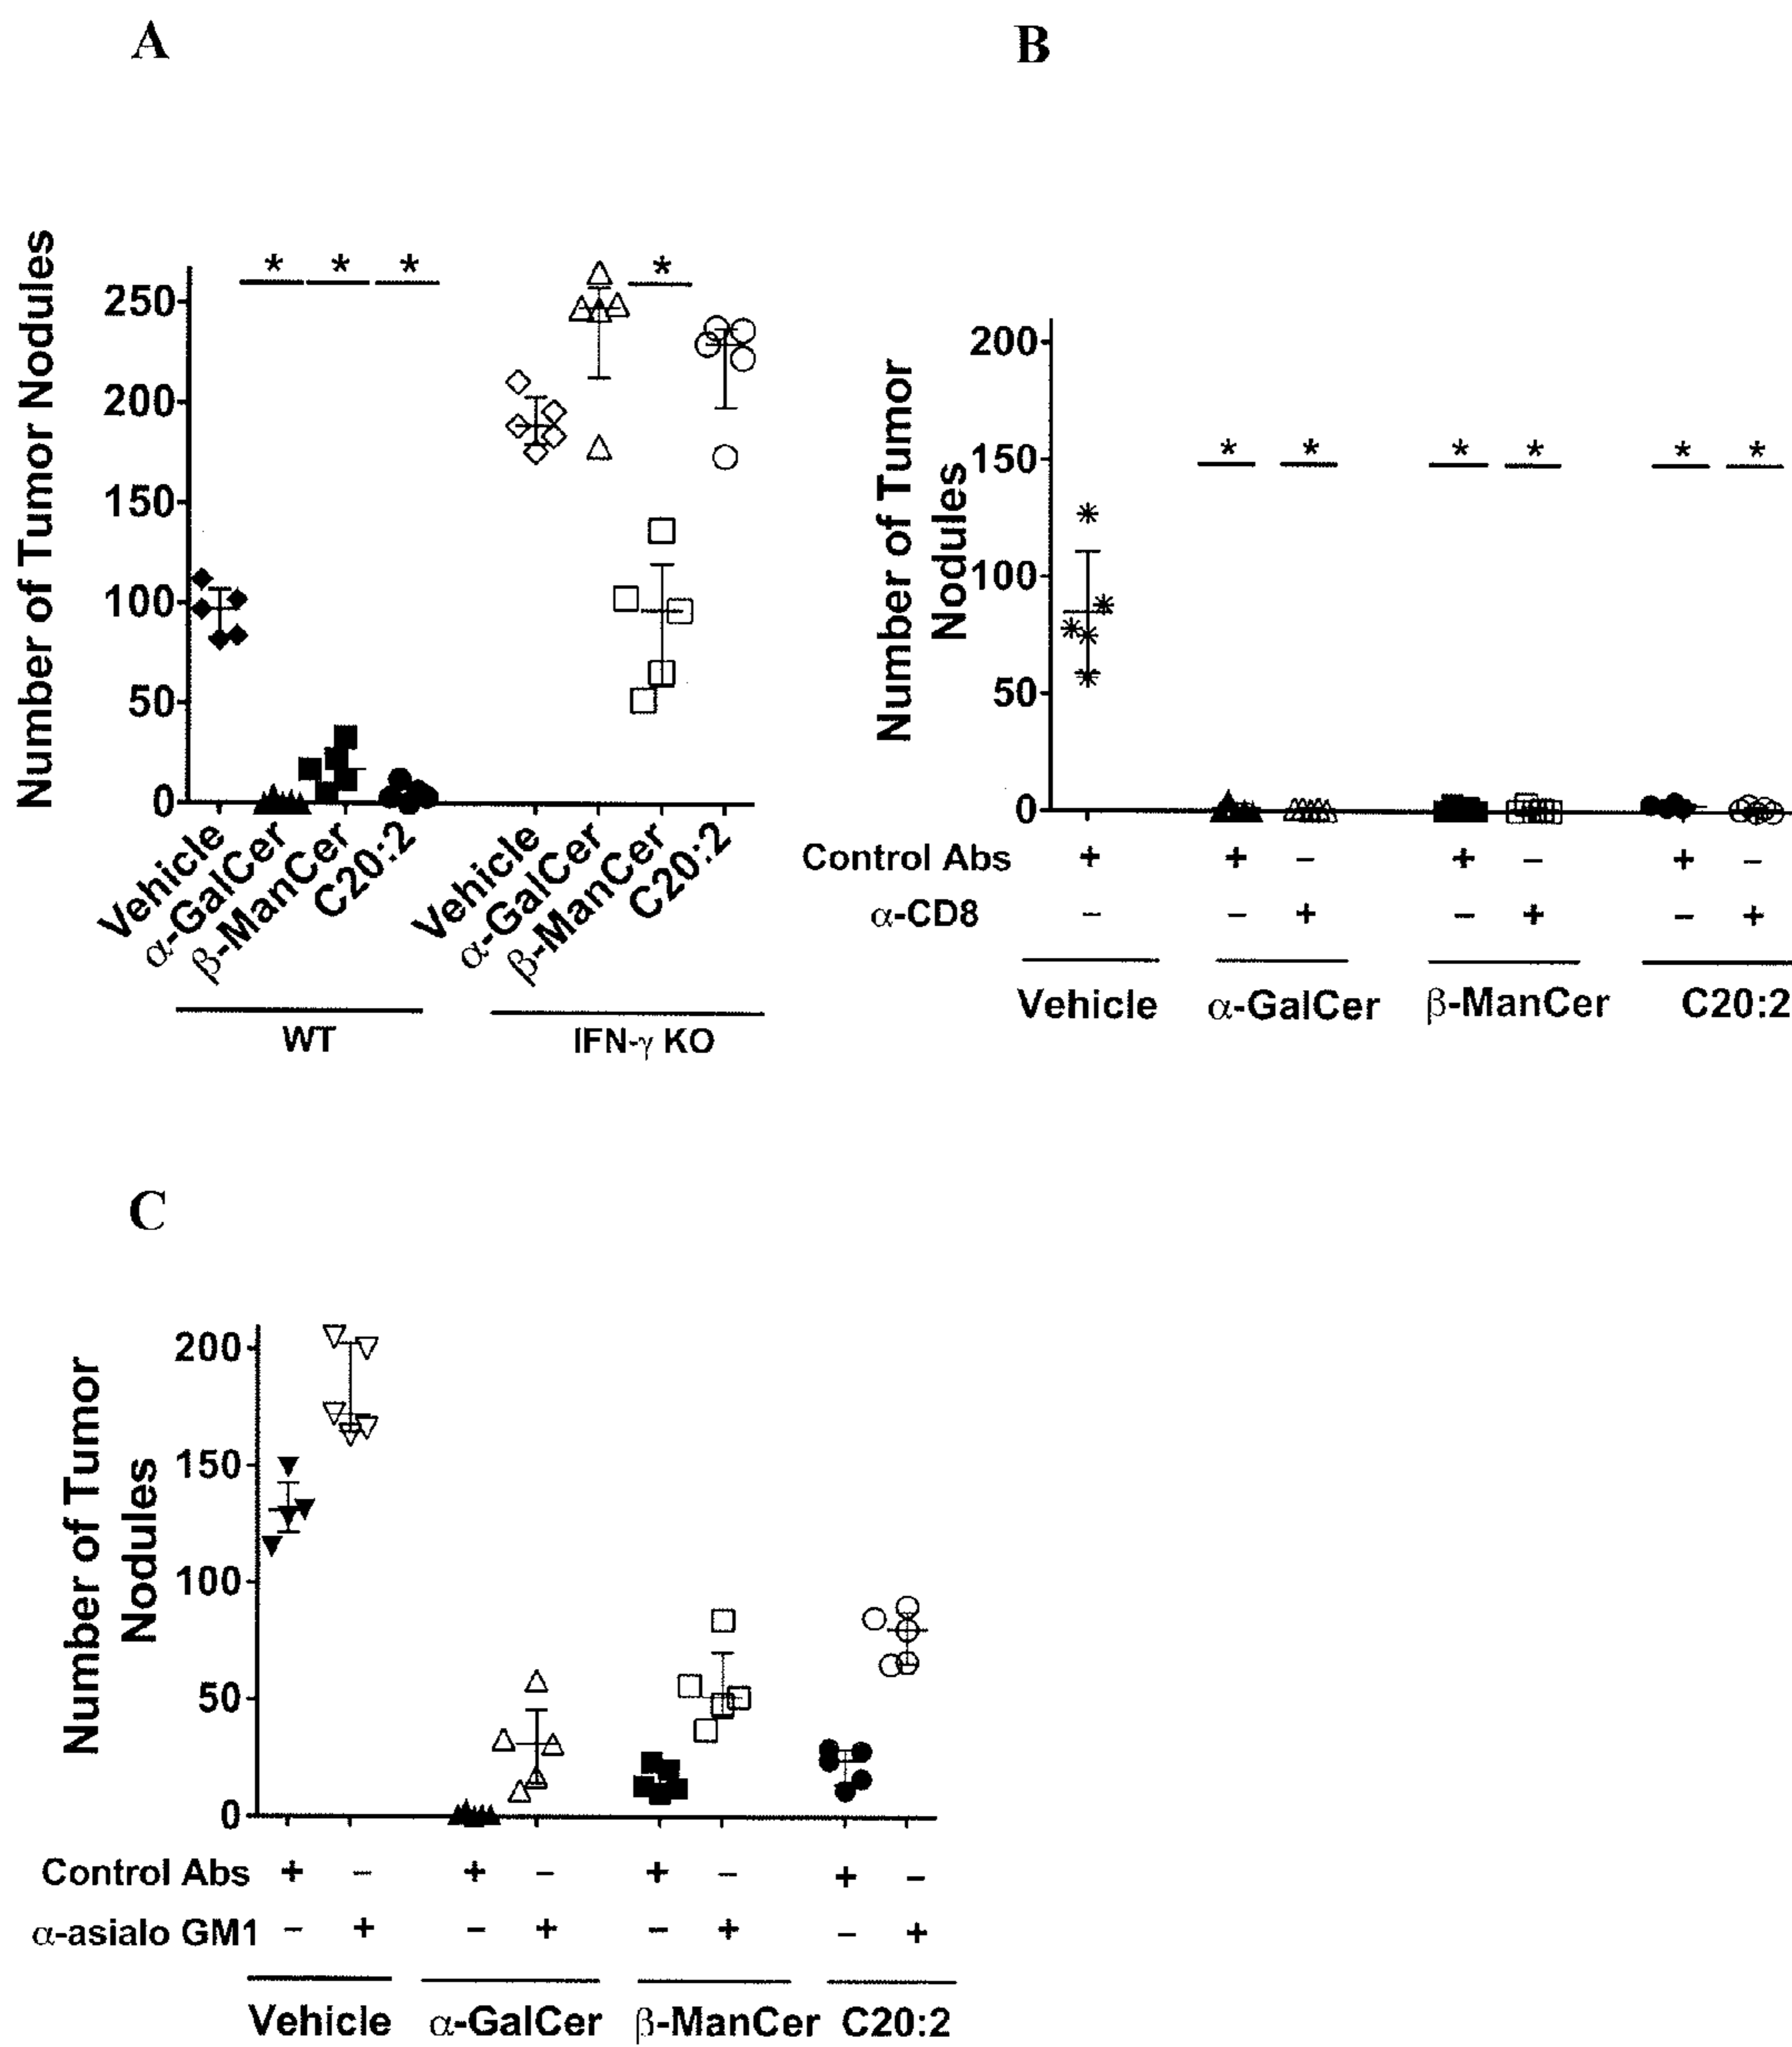 A
Number of Tumor Nodules
250
200
150
100
50
0
* * * *
Vehicle
α-GalCer
β-ManCer
C20:2
Vehicle
α-GalCer
β-ManCer
C20:2
WT
IFN-γ KO
B
Number of Tumor
Nodules
200
150
100
50
0
* * * * * *
Control Abs + + – + – + –
α-CD8 – – + – + – +
Vehicle α-GalCer β-ManCer C20:2
C
Number of Tumor
Nodules
200
150
100
50
0
Control Abs + – + – + – + –
α-asialo GM1 – + – + – + – +
Vehicle α-GalCer β-ManCer C20:2